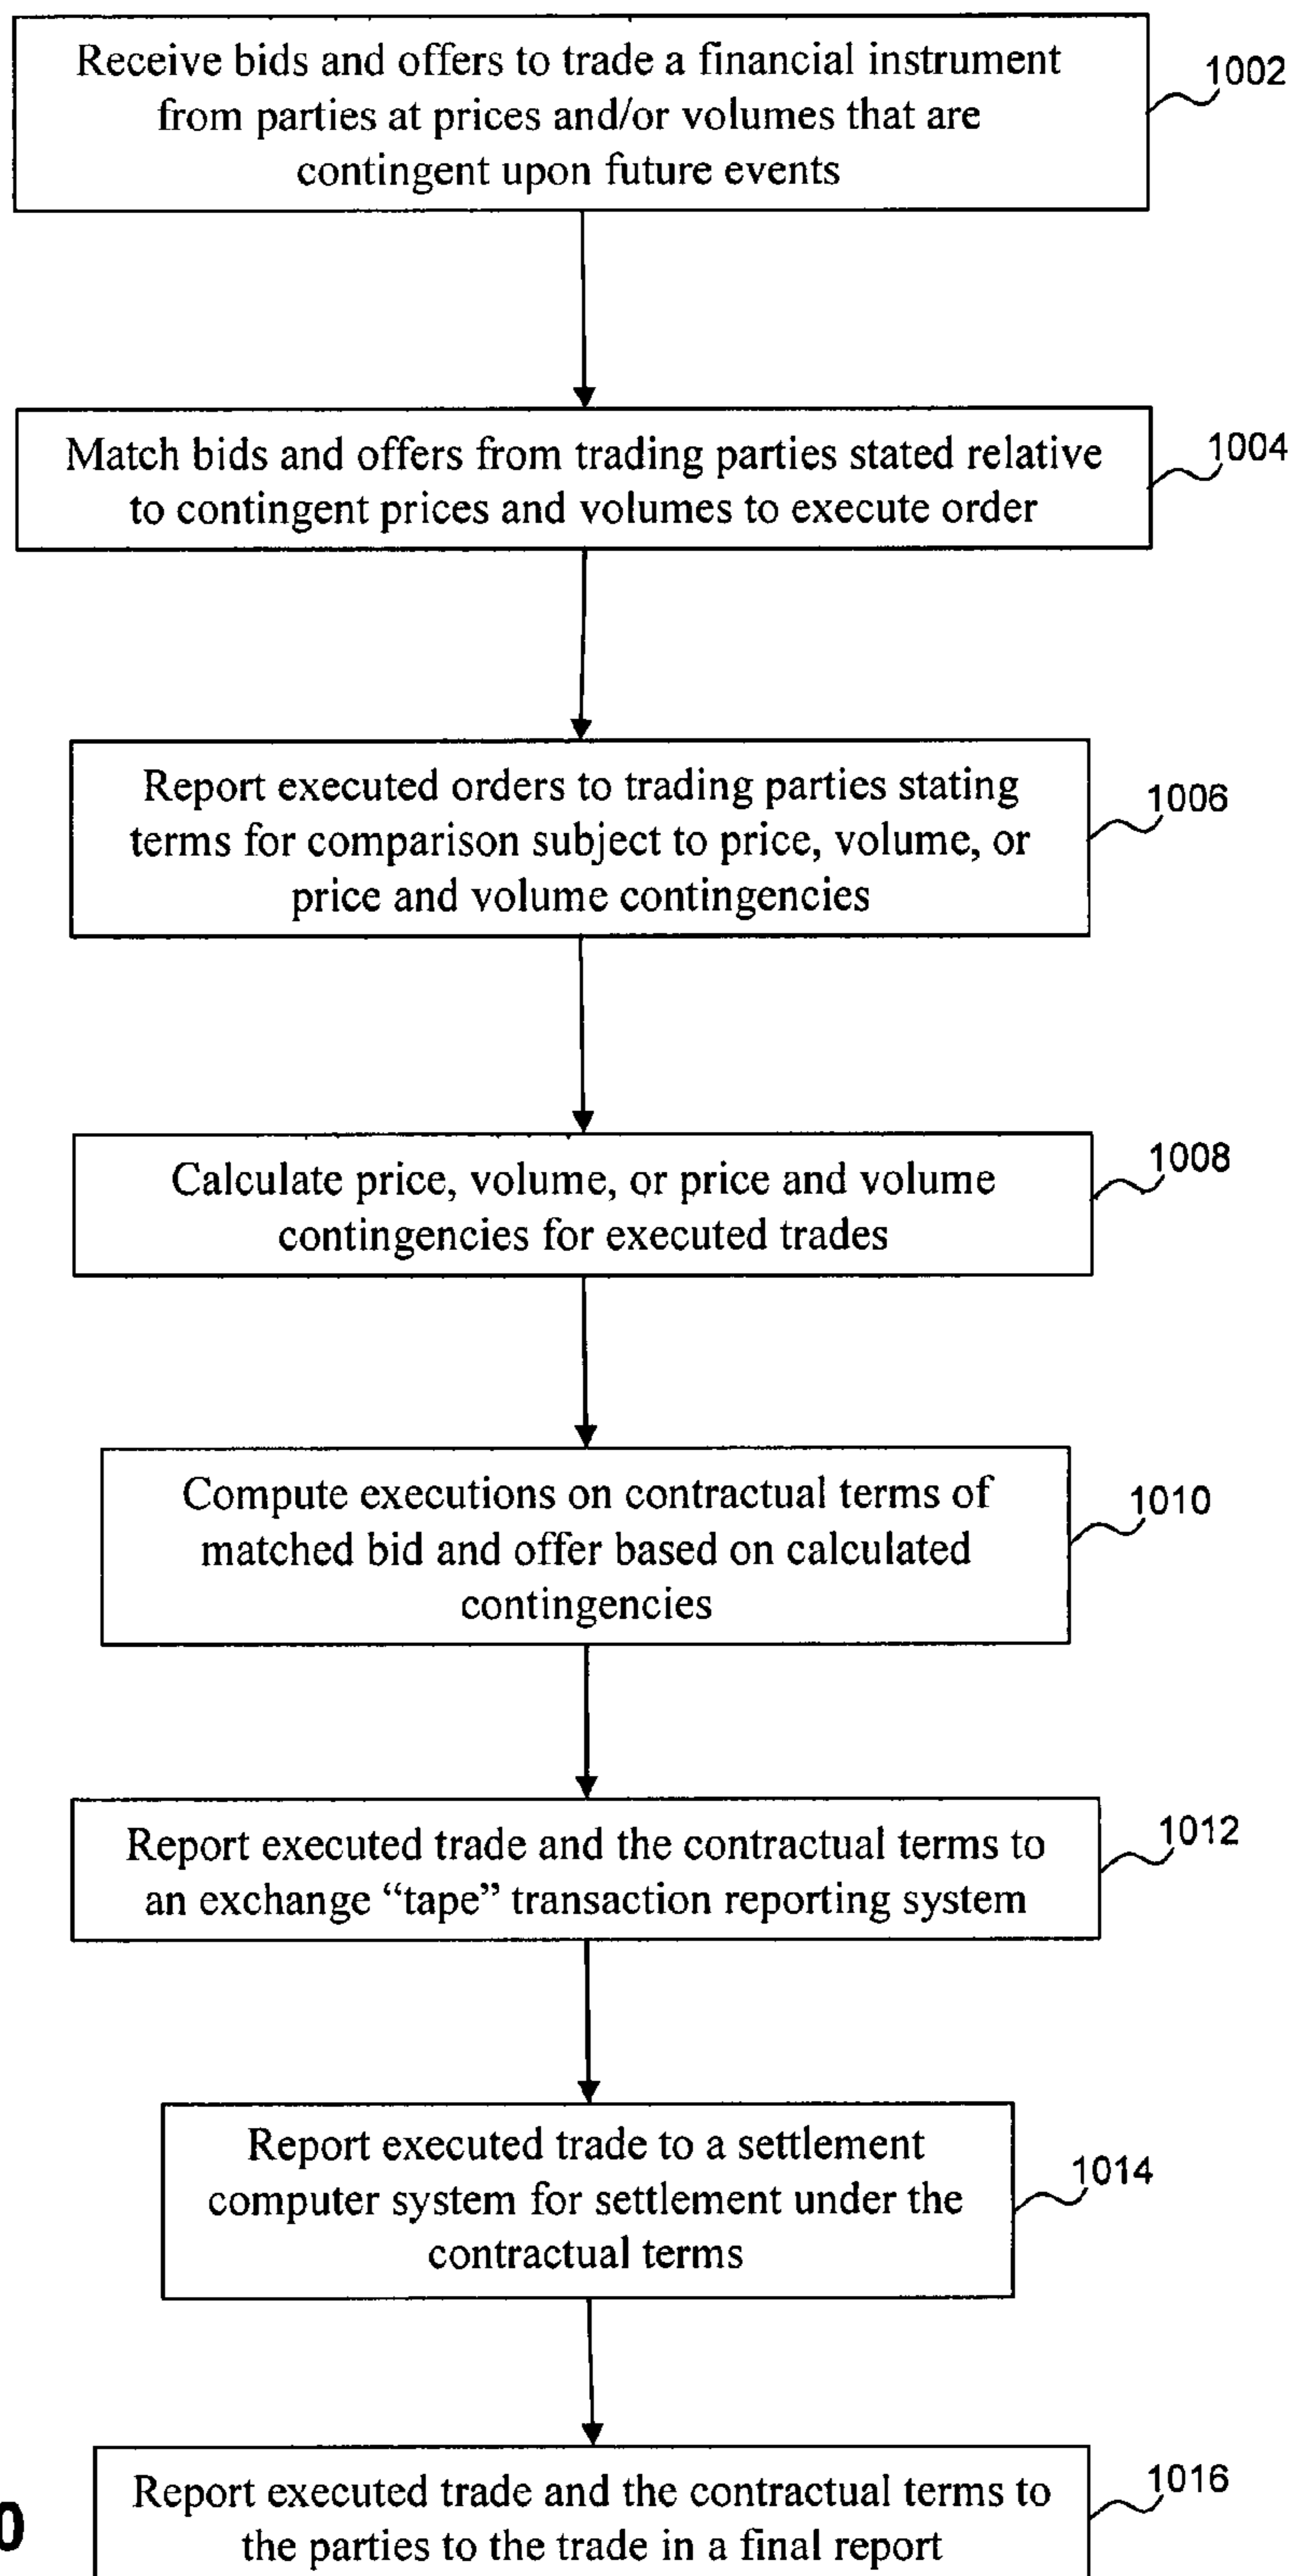 Receive bids and offers to trade a financial instrument
from parties at prices and/or volumes that are
contingent upon future events
1002
Match bids and offers from trading parties stated relative
to contingent prices and volumes to execute order
1004
Report executed orders to trading parties stating
terms for comparison subject to price, volume, or
price and volume contingencies
1006
Calculate price, volume, or price and volume
contingencies for executed trades
1008
Compute executions on contractual terms of
matched bid and offer based on calculated
contingencies
1010
Report executed trade and the contractual terms to
an exchange “tape” transaction reporting system
1012
Report executed trade to a settlement
computer system for settlement under the
contractual terms
1014
Report executed trade and the contractual terms to
the parties to the trade in a final report
1016